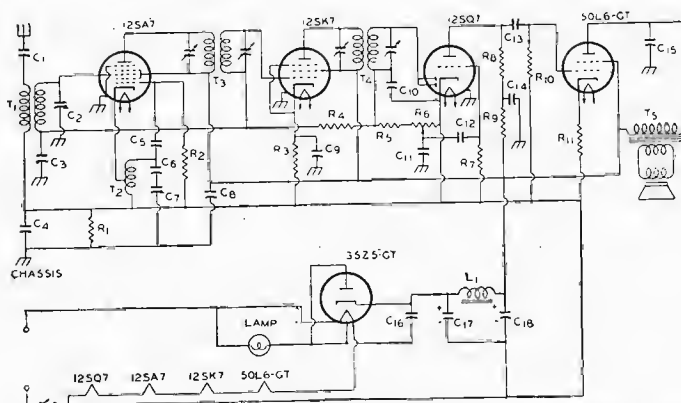 12SA7 12SK7 12SQ7 50L6-GT
C1 T3 T4 R8 C13 C15
T1 C2 C10 C14 R10
C5 R4 R5 R6 R9 T5
C3 T2 C6 R2 R3 C9 C11 C12 R7 R11
C7 C8
C4 R1
CHASSIS
35Z5-GT
L1
LAMP C16 + C17 - + C18 -
12SQ7 12SA7 12SK7 50L6-GT